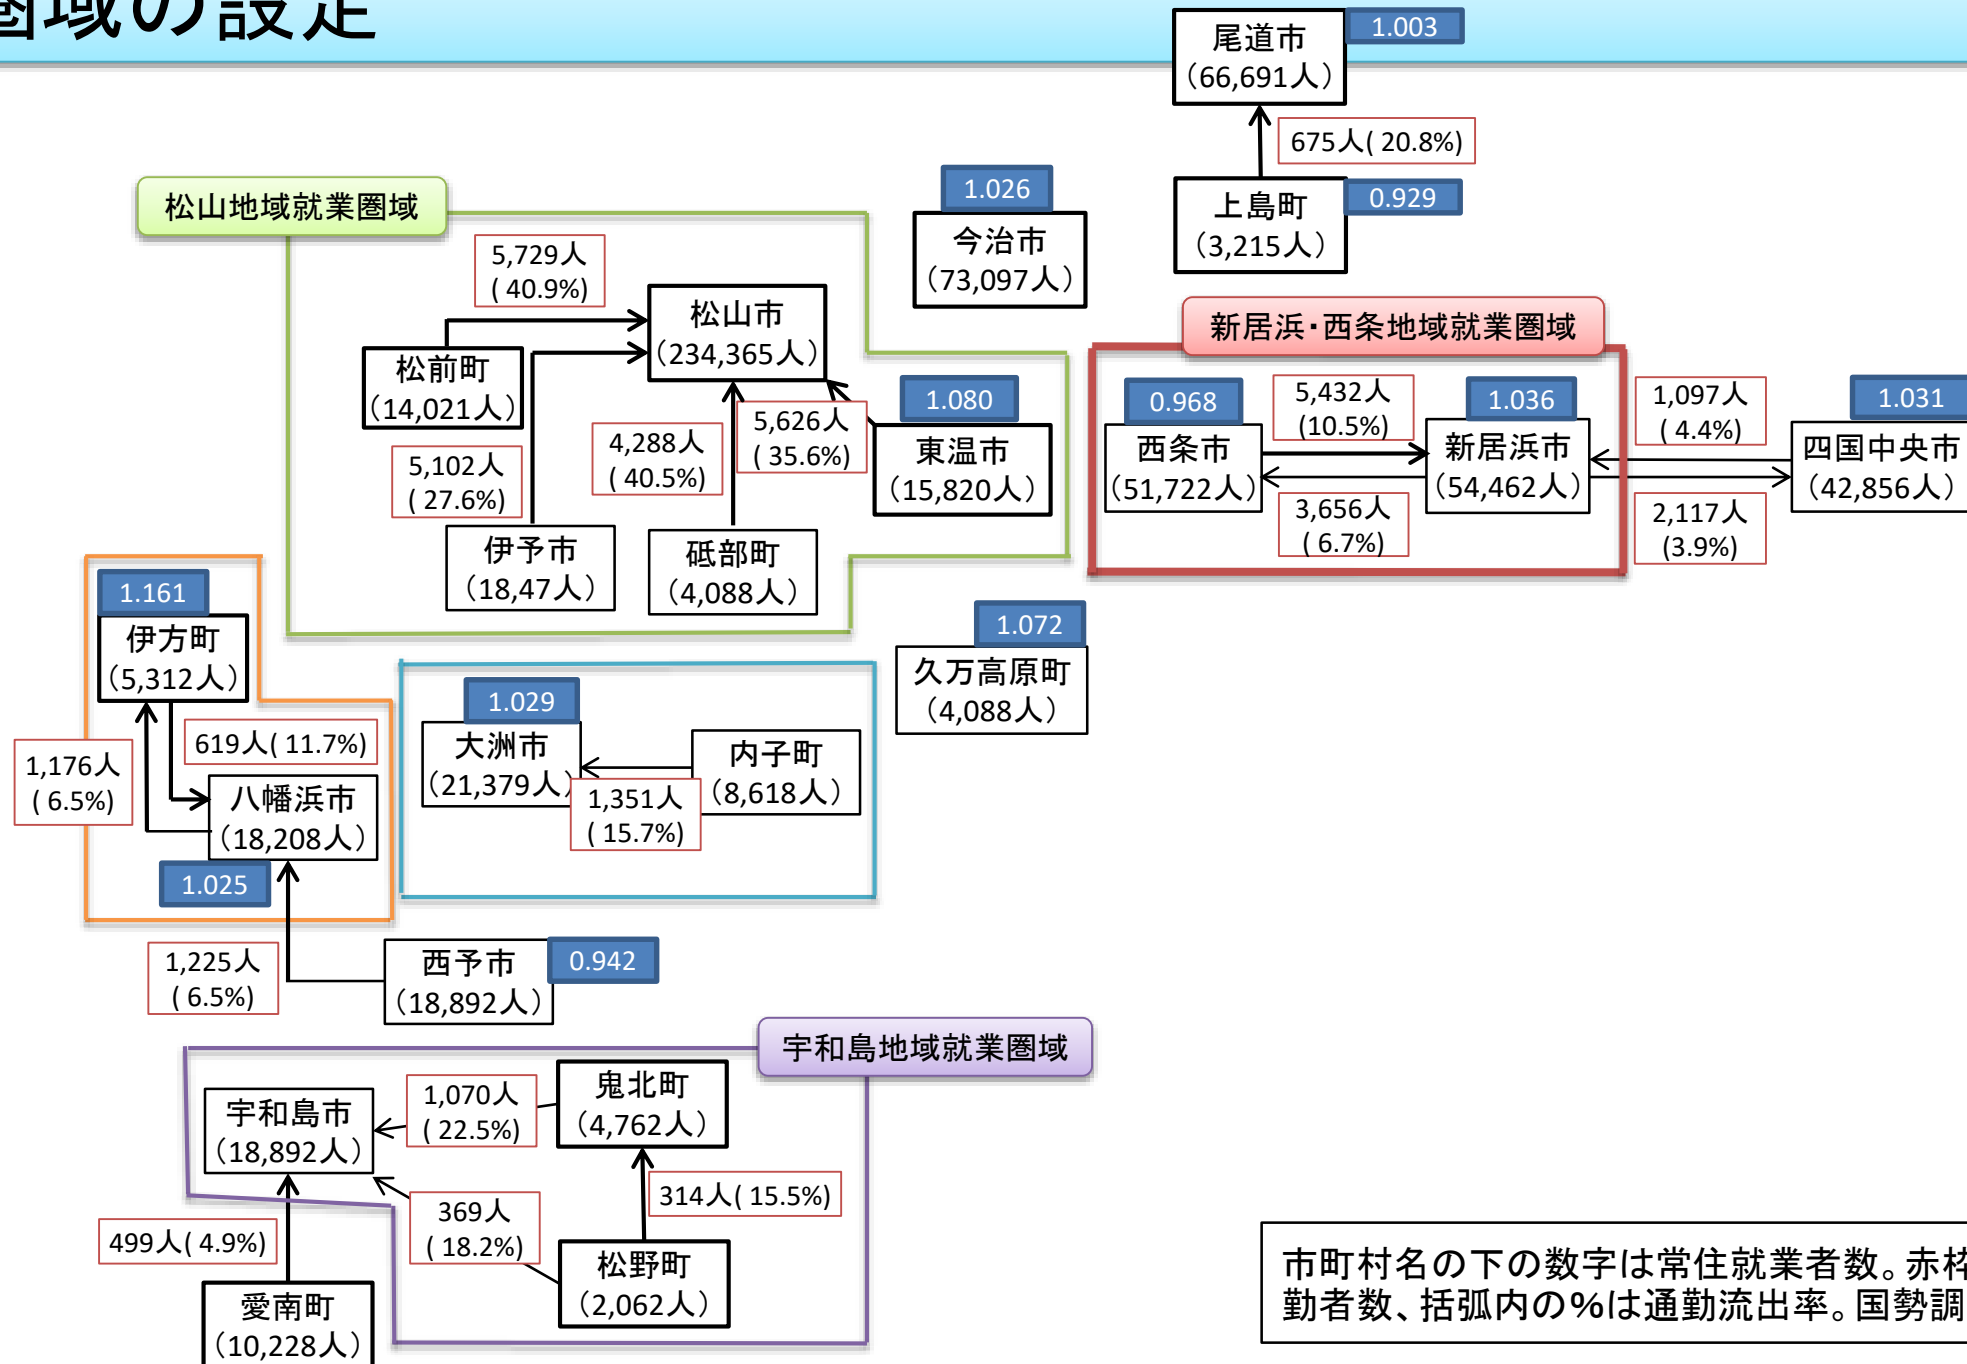 圏域の設定
尾道市
（66,691人）
1.003
675人( 20.8%)
上島町
（3,215人）
0.929
1.026
今治市
（73,097人）
松山地域就業圏域
5,729人
( 40.9%)
松山市
（234,365人）
松前町
（14,021人）
5,102人
( 27.6%)
4,288人
( 40.5%)
5,626人
( 35.6%)
1.080
東温市
（15,820人）
伊予市
（18,47人）
砥部町
（4,088人）
新居浜・西条地域就業圏域
0.968
西条市
（51,722人）
5,432人
(10.5%)
3,656人
( 6.7%)
1.036
新居浜市
（54,462人）
1,097人
( 4.4%)
2,117人
(3.9%)
1.031
四国中央市
（42,856人）
1.161
伊方町
（5,312人）
619人( 11.7%)
1,176人
( 6.5%)
八幡浜市
（18,208人）
1.025
1.029
大洲市
（21,379人）
1,351人
( 15.7%)
内子町
（8,618人）
1.072
久万高原町
（4,088人）
1,225人
( 6.5%)
西予市
（18,892人）
0.942
宇和島地域就業圏域
宇和島市
（18,892人）
1,070人
( 22.5%)
鬼北町
（4,762人）
314人( 15.5%)
369人
( 18.2%)
松野町
（2,062人）
499人( 4.9%)
愛南町
（10,228人）
市町村名の下の数字は常住就業者数。赤枠
勤者数、括弧内の％は通勤流出率。国勢調